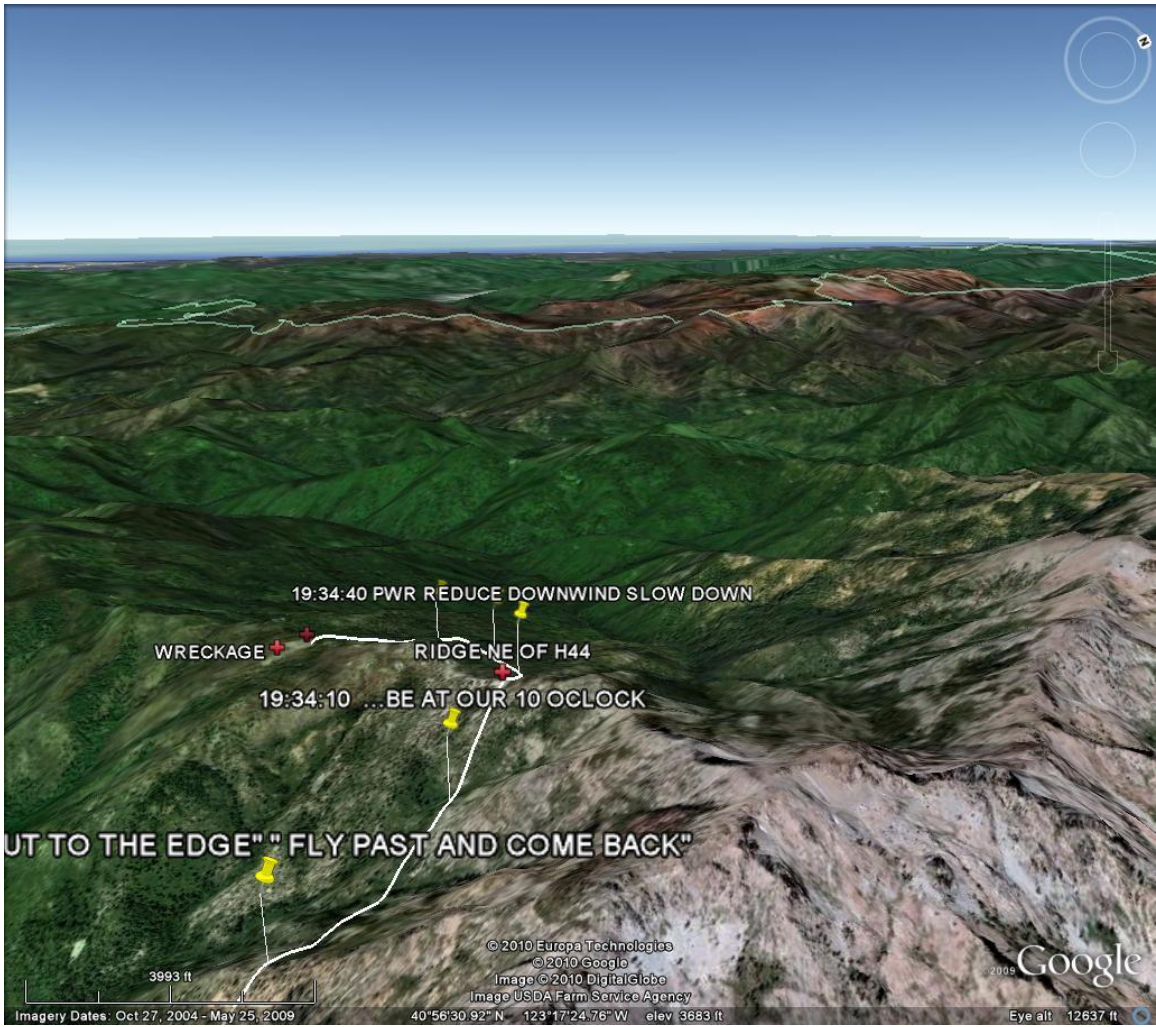 N
19:34:40 PWR REDUCE DOWNWIND SLOW DOWN
WRECKAGE
RIDGE NE OF H44
19:34:10 ...BE AT OUR 10 OCLOCK
UT TO THE EDGE" " FLY PAST AND COME BACK"
© 2010 Europa Technologies
© 2010 Google
Image © 2010 DigitalGlobe
Image USDA Farm Service Agency
© 2009 Google
3993 ft
Imagery Dates: Oct 27, 2004 - May 25, 2009 40°56'30.92" N 123°17'24.76" W elev 3683 ft Eye alt 12637 ft